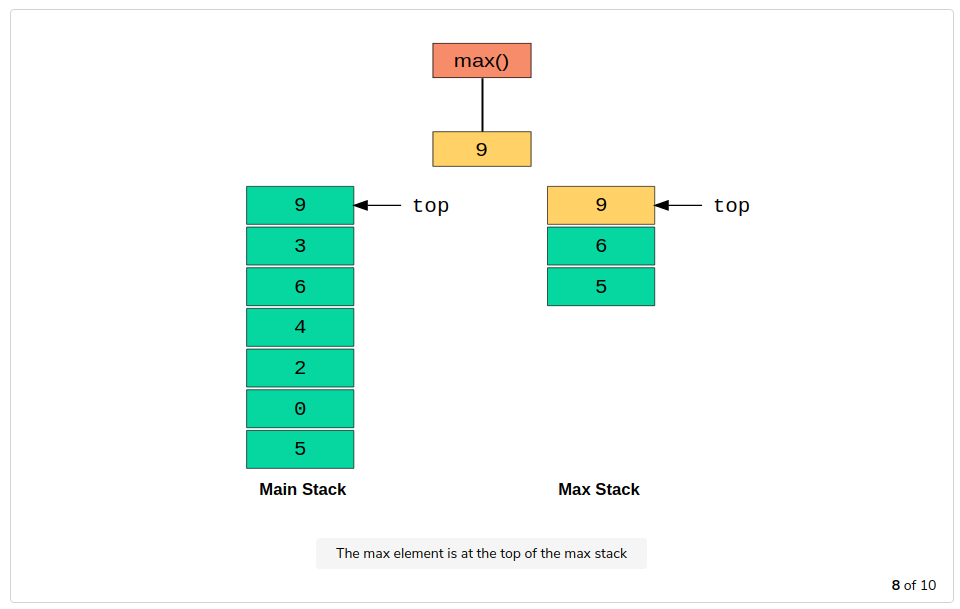 max()
9
9
top
9
top
3
6
6
5
4
2
0
5
Main Stack
Max Stack
The max element is at the top of the max stack
8 of 10